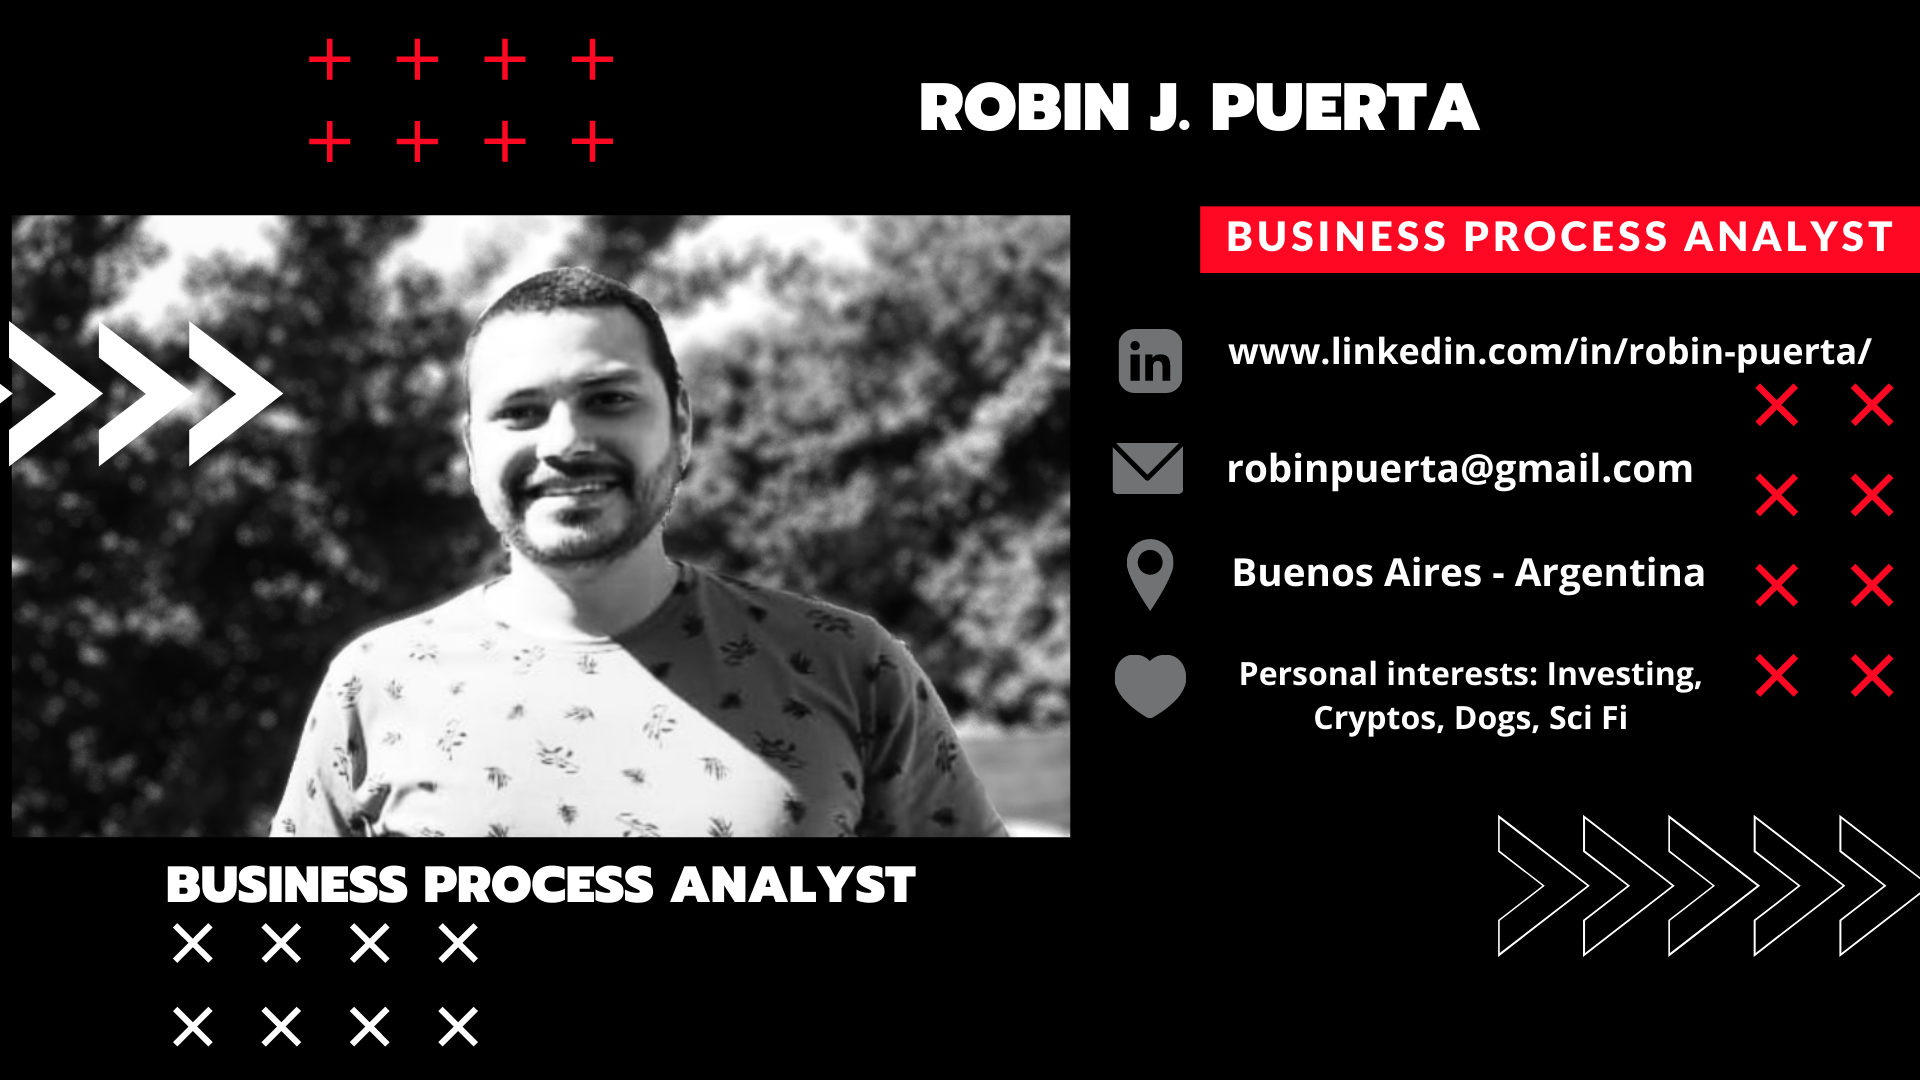 ROBIN J. PUERTA
BUSINESS PROCESS ANALYST
in
www.linkedin.com/in/robin-puerta/
robinpuerta@gmail.com
Buenos Aires - Argentina
Personal interests: Investing,
Cryptos, Dogs, Sci Fi
BUSINESS PROCESS ANALYST